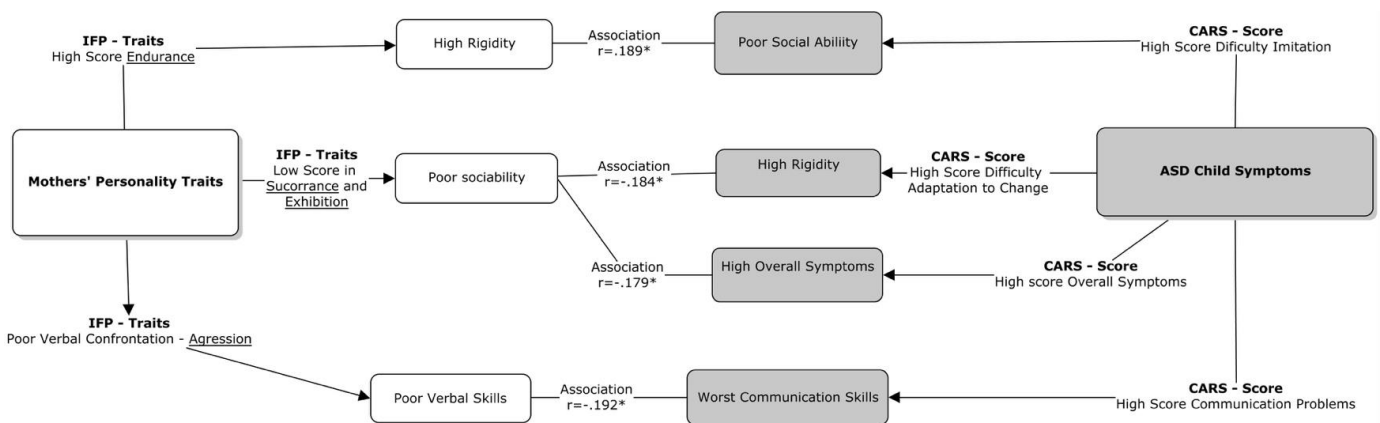 IFP - Traits
High Score Endurance
High Rigidity
Association
r=.189*
Poor Social Abiliity
CARS - Score
High Score Dificulty Imitation
Mothers' Personality Traits
IFP - Traits
Low Score in
Sucorrance and
Exhibition
Poor sociability
Association
r=-.184*
High Rigidity
CARS - Score
High Score Difficulty
Adaptation to Change
ASD Child Symptoms
Association
r=-.179*
High Overall Symptoms
CARS - Score
High score Overall Symptoms
IFP - Traits
Poor Verbal Confrontation - Agression
Poor Verbal Skills
Association
r=-.192*
Worst Communication Skills
CARS - Score
High Score Communication Problems